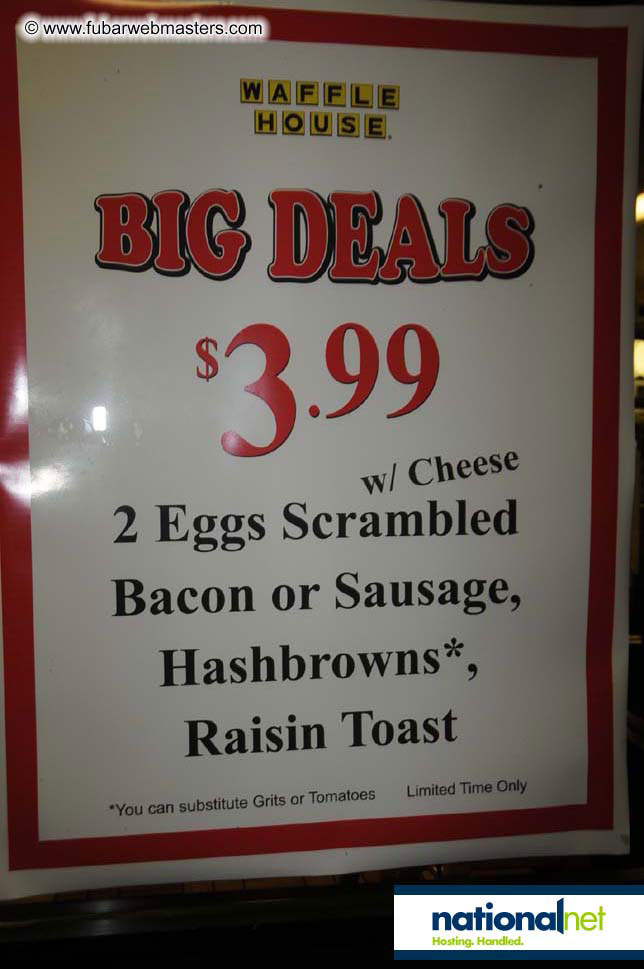 © www.fubarwebmasters.com
WAFFLE
HOUSE
BIG DEALS
$3.99
w/ Cheese
2 Eggs Scrambled
Bacon or Sausage,
Hashbrowns*,
Raisin Toast
*You can substitute Grits or Tomatoes Limited Time Only
nationalnet
Hosting. Handled.